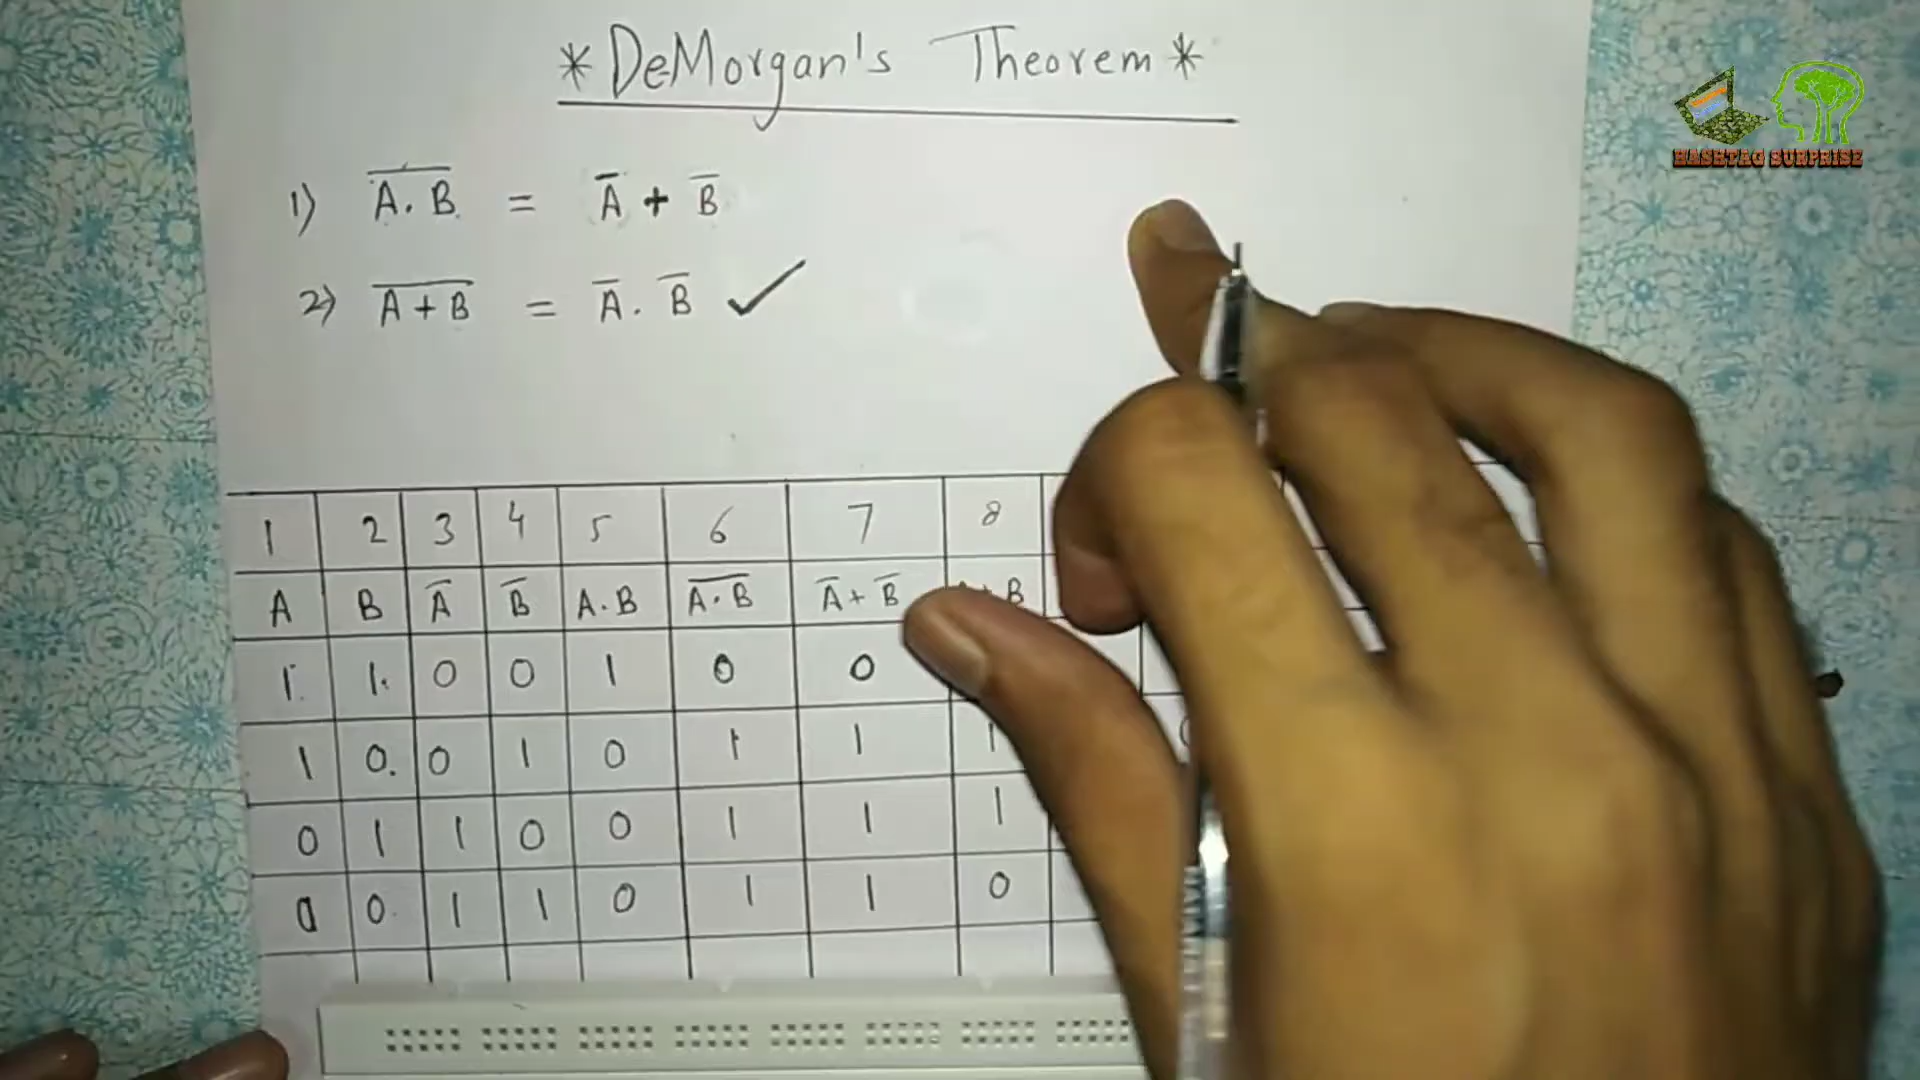 *DeMorgan's Theorem*
HASHTAG SURPRISE
1) A̅.̅B̅ = A̅ + B̅
2) A̅+̅B̅ = A̅ . B̅ ✓
1 2 3 4 5 6 7 8
A B A̅ B̅ A.B A̅.̅B̅ A̅+B̅ + B
1. 1. 0 0 1 0 0
1 0. 0 1 0 1 1 1
0 1 1 0 0 1 1 1
0 0. 1 1 0 1 1 0